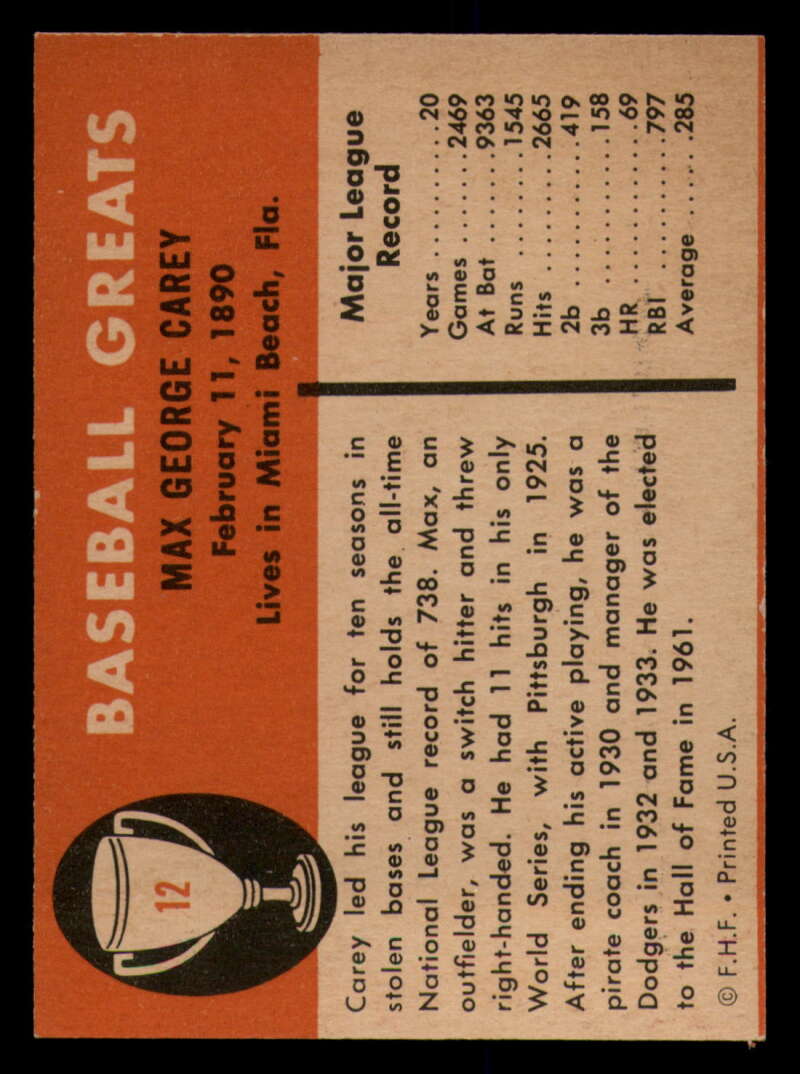 12
BASEBALL GREATS
MAX GEORGE CAREY
February 11, 1890
Lives in Miami Beach, Fla.
Carey led his league for ten seasons in
stolen bases and still holds the all-time
National League record of 738. Max, an
outfielder, was a switch hitter and threw
right-handed. He had 11 hits in his only
World Series, with Pittsburgh in 1925.
After ending his active playing, he was a
pirate coach in 1930 and manager of the
Dodgers in 1932 and 1933. He was elected
to the Hall of Fame in 1961.
© F.H.F. • Printed U.S.A.
Major League
Record
Years..........20
Games.......2469
At Bat.......9363
Runs........1545
Hits.........2665
2b..........419
3b..........158
HR..........69
RBI.........797
Average......285